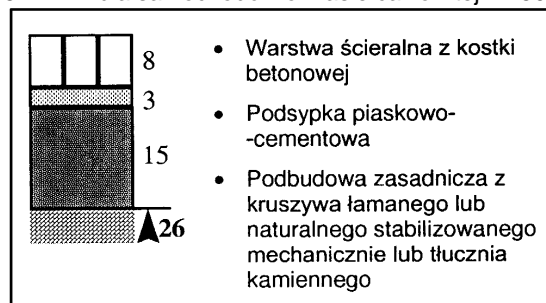 8
3
15
26
• Warstwa ścieralna z kostki
betonowej
• Podsypka piaskowo-
-cementowa
• Podbudowa zasadnicza z
kruszywa łamanego lub
naturalnego stabilizowanego
mechanicznie lub tłucznia
kamiennego